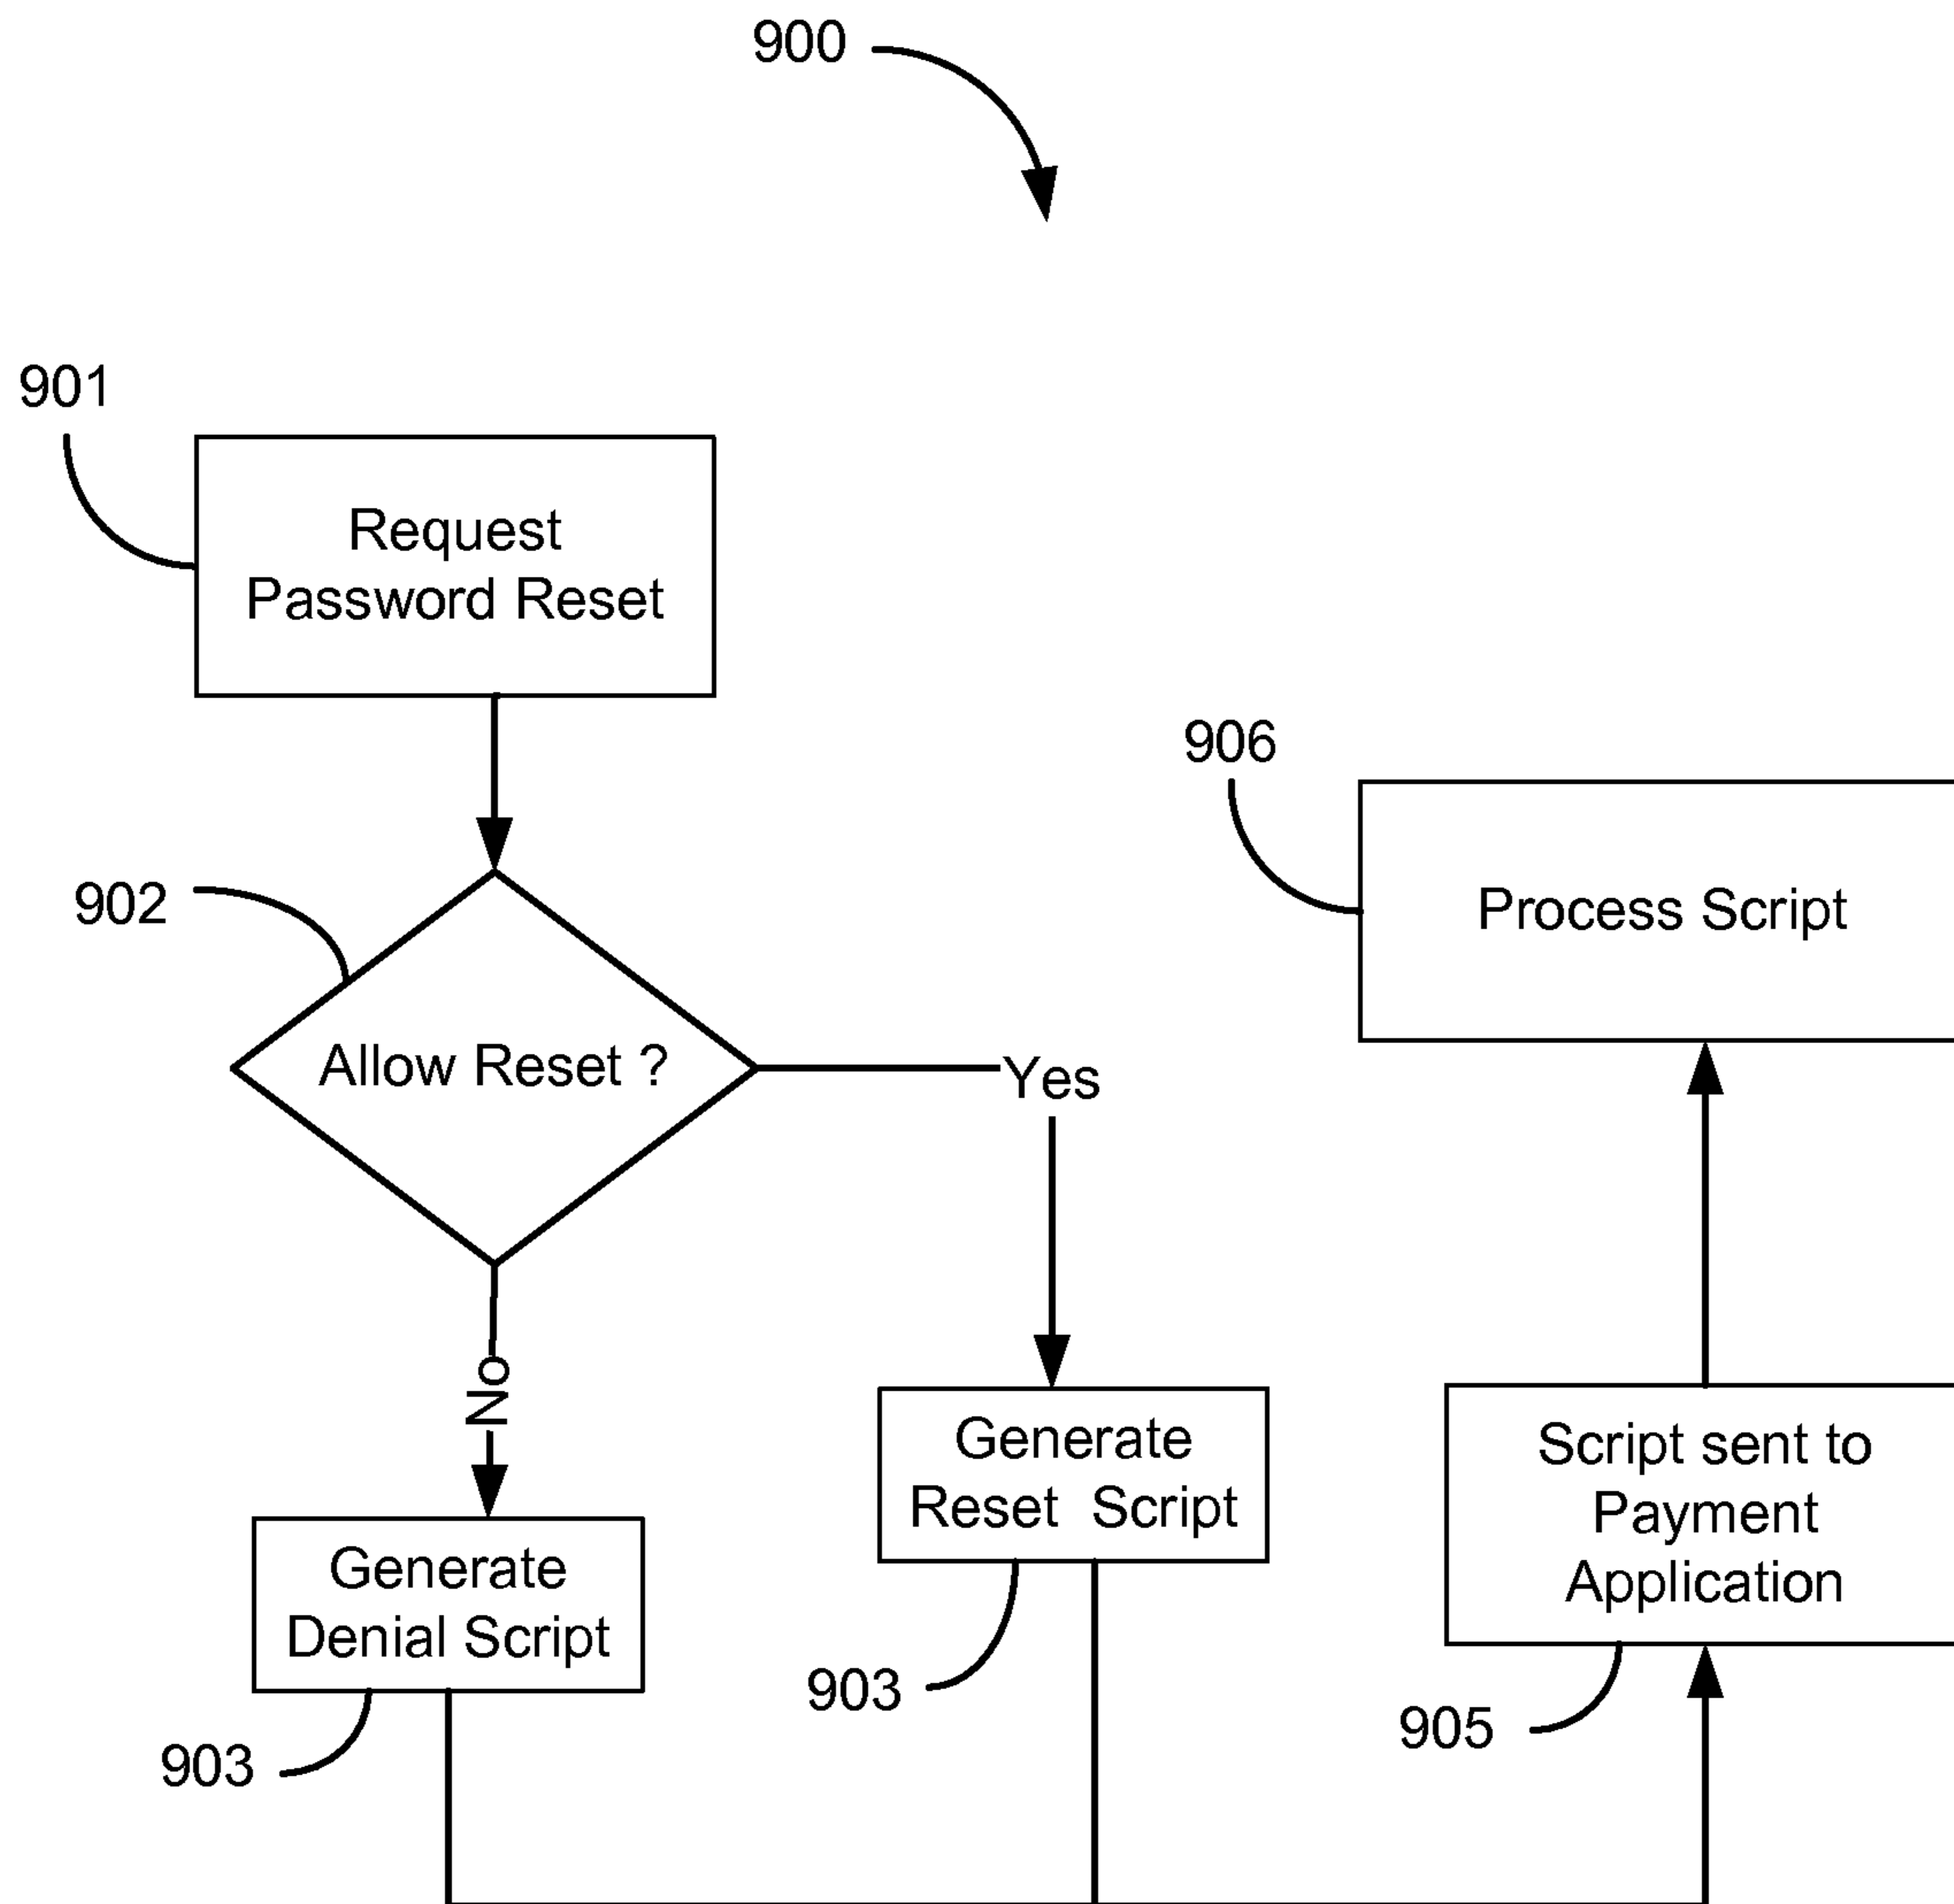 900
901
Request
Password Reset
906
Process Script
902
Allow Reset ?
Yes
No
Generate
Reset Script
Script sent to
Payment
Application
Generate
Denial Script
903
905
903